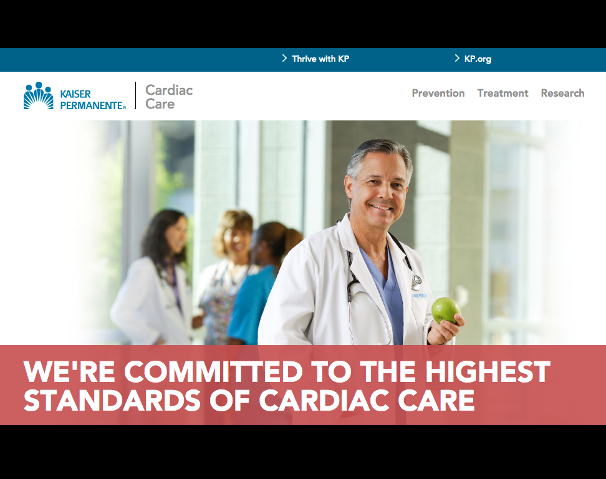 Thrive with KP
KP.org
KAISER
PERMANENTE®
Cardiac
Care
Prevention
Treatment
Research
WE'RE COMMITTED TO THE HIGHEST
STANDARDS OF CARDIAC CARE